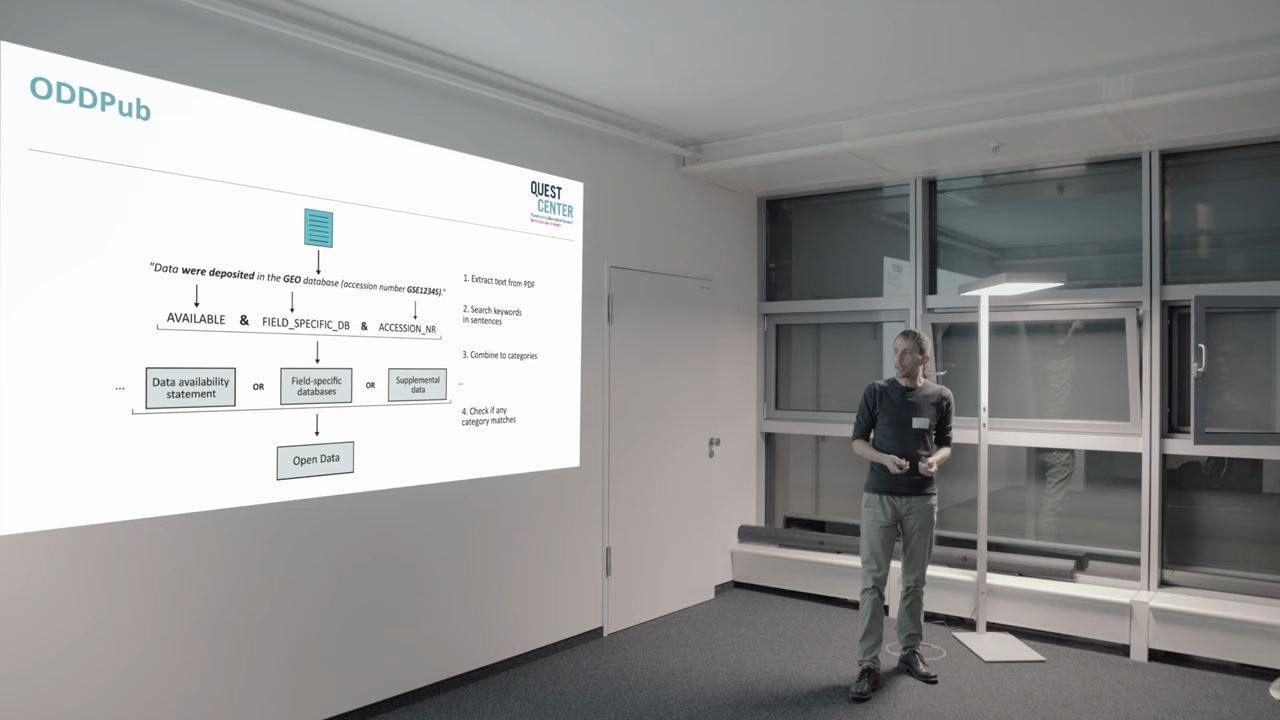 ODDPub
QUEST
CENTER
"Data were deposited in the GEO database (accession number GSE12345)."
AVAILABLE & FIELD_SPECIFIC_DB & ACCESSION_NR
... Data availability
statement
OR
Field-specific
databases
OR
Supplemental
data
...
Open Data
1. Extract text from PDF
2. Search keywords
in sentences
3. Combine to categories
4. Check if any
category matches